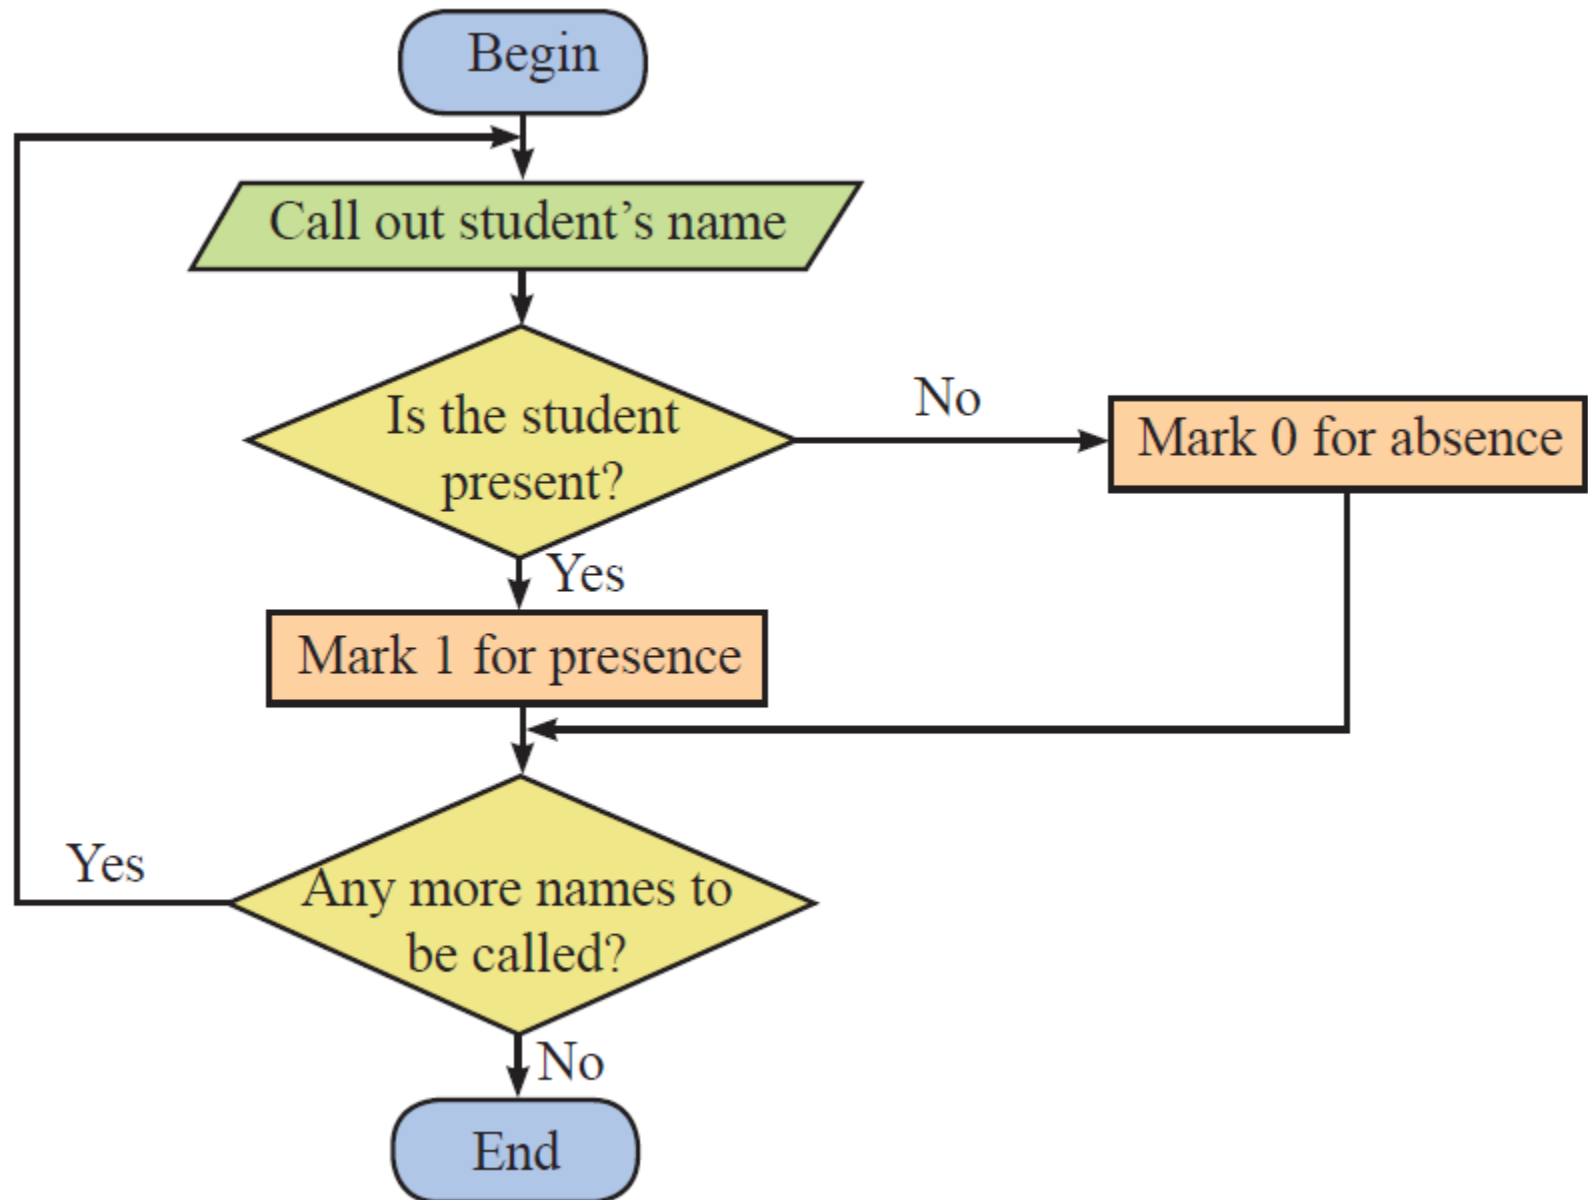 Begin
Call out student’s name
Is the student
present?
No
Mark 0 for absence
Yes
Mark 1 for presence
Yes
Any more names to
be called?
No
End